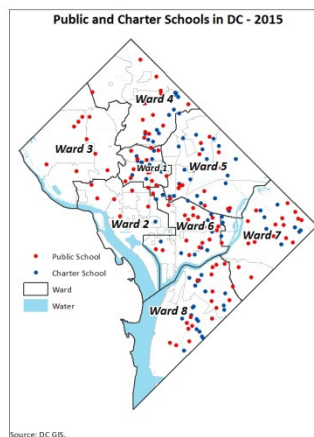 Public and Charter Schools in DC - 2015
Ward 4
Ward 3
Ward 1
Ward 5
Ward 2
Ward 6
Ward 7
Ward 8
Public School
Charter School
Ward
Water
Source: DC GIS.